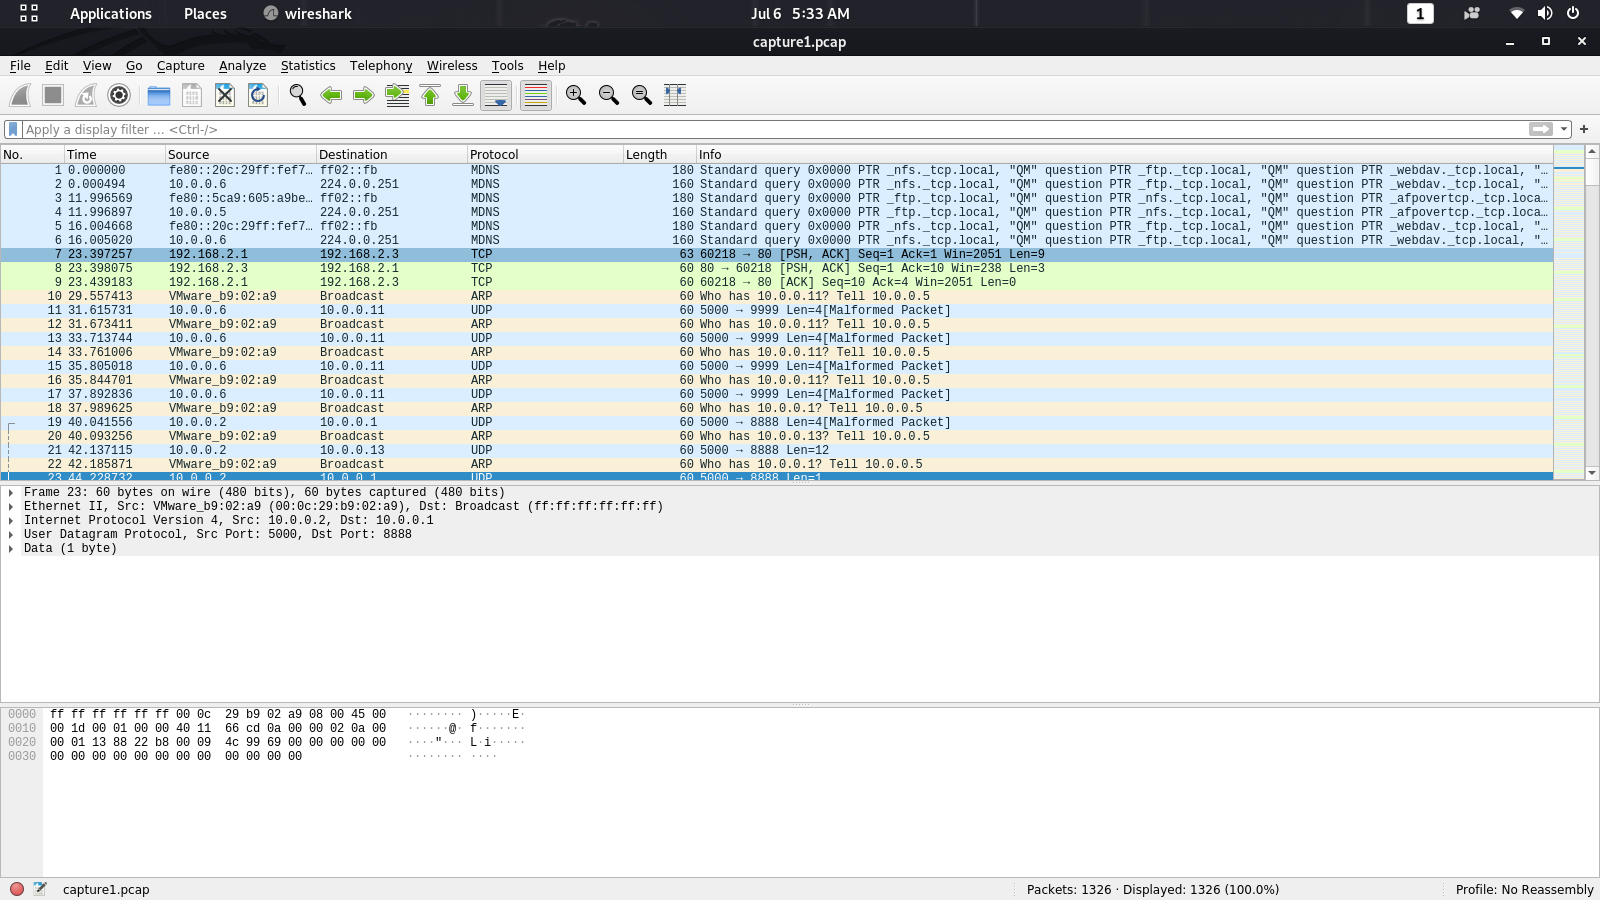 Applications Places wireshark Jul 6 5:33 AM 1
capture1.pcap
File Edit View Go Capture Analyze Statistics Telephony Wireless Tools Help
Apply a display filter ... <Ctrl-/>
No. Time Source Destination Protocol Length Info
1 0.000000 fe80::20c:29ff:fef7… ff02::fb MDNS 180 Standard query 0x0000 PTR _nfs._tcp.local, "QM" question PTR _ftp._tcp.local, "QM" question PTR _webdav._tcp.local, "…
2 0.000494 10.0.0.6 224.0.0.251 MDNS 160 Standard query 0x0000 PTR _nfs._tcp.local, "QM" question PTR _ftp._tcp.local, "QM" question PTR _webdav._tcp.local, "…
3 11.996569 fe80::5ca9:605:a9be… ff02::fb MDNS 180 Standard query 0x0000 PTR _ftp._tcp.local, "QM" question PTR _nfs._tcp.local, "QM" question PTR _afpovertcp._tcp.loca…
4 11.996897 10.0.0.5 224.0.0.251 MDNS 160 Standard query 0x0000 PTR _ftp._tcp.local, "QM" question PTR _nfs._tcp.local, "QM" question PTR _afpovertcp._tcp.loca…
5 16.004668 fe80::20c:29ff:fef7… ff02::fb MDNS 180 Standard query 0x0000 PTR _nfs._tcp.local, "QM" question PTR _ftp._tcp.local, "QM" question PTR _webdav._tcp.local, "…
6 16.005020 10.0.0.6 224.0.0.251 MDNS 160 Standard query 0x0000 PTR _nfs._tcp.local, "QM" question PTR _ftp._tcp.local, "QM" question PTR _webdav._tcp.local, "…
7 23.397257 192.168.2.1 192.168.2.3 TCP 63 60218 → 80 [PSH, ACK] Seq=1 Ack=1 Win=2051 Len=9
8 23.398075 192.168.2.3 192.168.2.1 TCP 60 80 → 60218 [PSH, ACK] Seq=1 Ack=10 Win=238 Len=3
9 23.439183 192.168.2.1 192.168.2.3 TCP 60 60218 → 80 [ACK] Seq=10 Ack=4 Win=2051 Len=0
10 29.557413 VMware_b9:02:a9 Broadcast ARP 60 Who has 10.0.0.11? Tell 10.0.0.5
11 31.615731 10.0.0.6 10.0.0.11 UDP 60 5000 → 9999 Len=4[Malformed Packet]
12 31.673411 VMware_b9:02:a9 Broadcast ARP 60 Who has 10.0.0.11? Tell 10.0.0.5
13 33.713744 10.0.0.6 10.0.0.11 UDP 60 5000 → 9999 Len=4[Malformed Packet]
14 33.761006 VMware_b9:02:a9 Broadcast ARP 60 Who has 10.0.0.11? Tell 10.0.0.5
15 35.805018 10.0.0.6 10.0.0.11 UDP 60 5000 → 9999 Len=4[Malformed Packet]
16 35.844701 VMware_b9:02:a9 Broadcast ARP 60 Who has 10.0.0.11? Tell 10.0.0.5
17 37.892836 10.0.0.6 10.0.0.11 UDP 60 5000 → 9999 Len=4[Malformed Packet]
18 37.989625 VMware_b9:02:a9 Broadcast ARP 60 Who has 10.0.0.1? Tell 10.0.0.5
19 40.041556 10.0.0.2 10.0.0.1 UDP 60 5000 → 8888 Len=4[Malformed Packet]
20 40.093256 VMware_b9:02:a9 Broadcast ARP 60 Who has 10.0.0.13? Tell 10.0.0.5
21 42.137115 10.0.0.2 10.0.0.13 UDP 60 5000 → 8888 Len=12
22 42.185871 VMware_b9:02:a9 Broadcast ARP 60 Who has 10.0.0.1? Tell 10.0.0.5
23 44.228732 10.0.0.2 10.0.0.1 UDP 60 5000 → 8888 Len=1
Frame 23: 60 bytes on wire (480 bits), 60 bytes captured (480 bits)
Ethernet II, Src: VMware_b9:02:a9 (00:0c:29:b9:02:a9), Dst: Broadcast (ff:ff:ff:ff:ff:ff)
Internet Protocol Version 4, Src: 10.0.0.2, Dst: 10.0.0.1
User Datagram Protocol, Src Port: 5000, Dst Port: 8888
Data (1 byte)
0000 ff ff ff ff ff ff 00 0c 29 b9 02 a9 08 00 45 00 ········ )·····E·
0010 00 1d 00 01 00 00 40 11 66 cd 0a 00 00 02 0a 00 ······@· f·······
0020 00 01 13 88 22 b8 00 09 4c 99 69 00 00 00 00 00 ····"··· L·i·····
0030 00 00 00 00 00 00 00 00 00 00 00 00 ········ ····
capture1.pcap Packets: 1326 · Displayed: 1326 (100.0%) Profile: No Reassembly